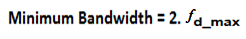 Minimum Bandwidth = 2. fd_max